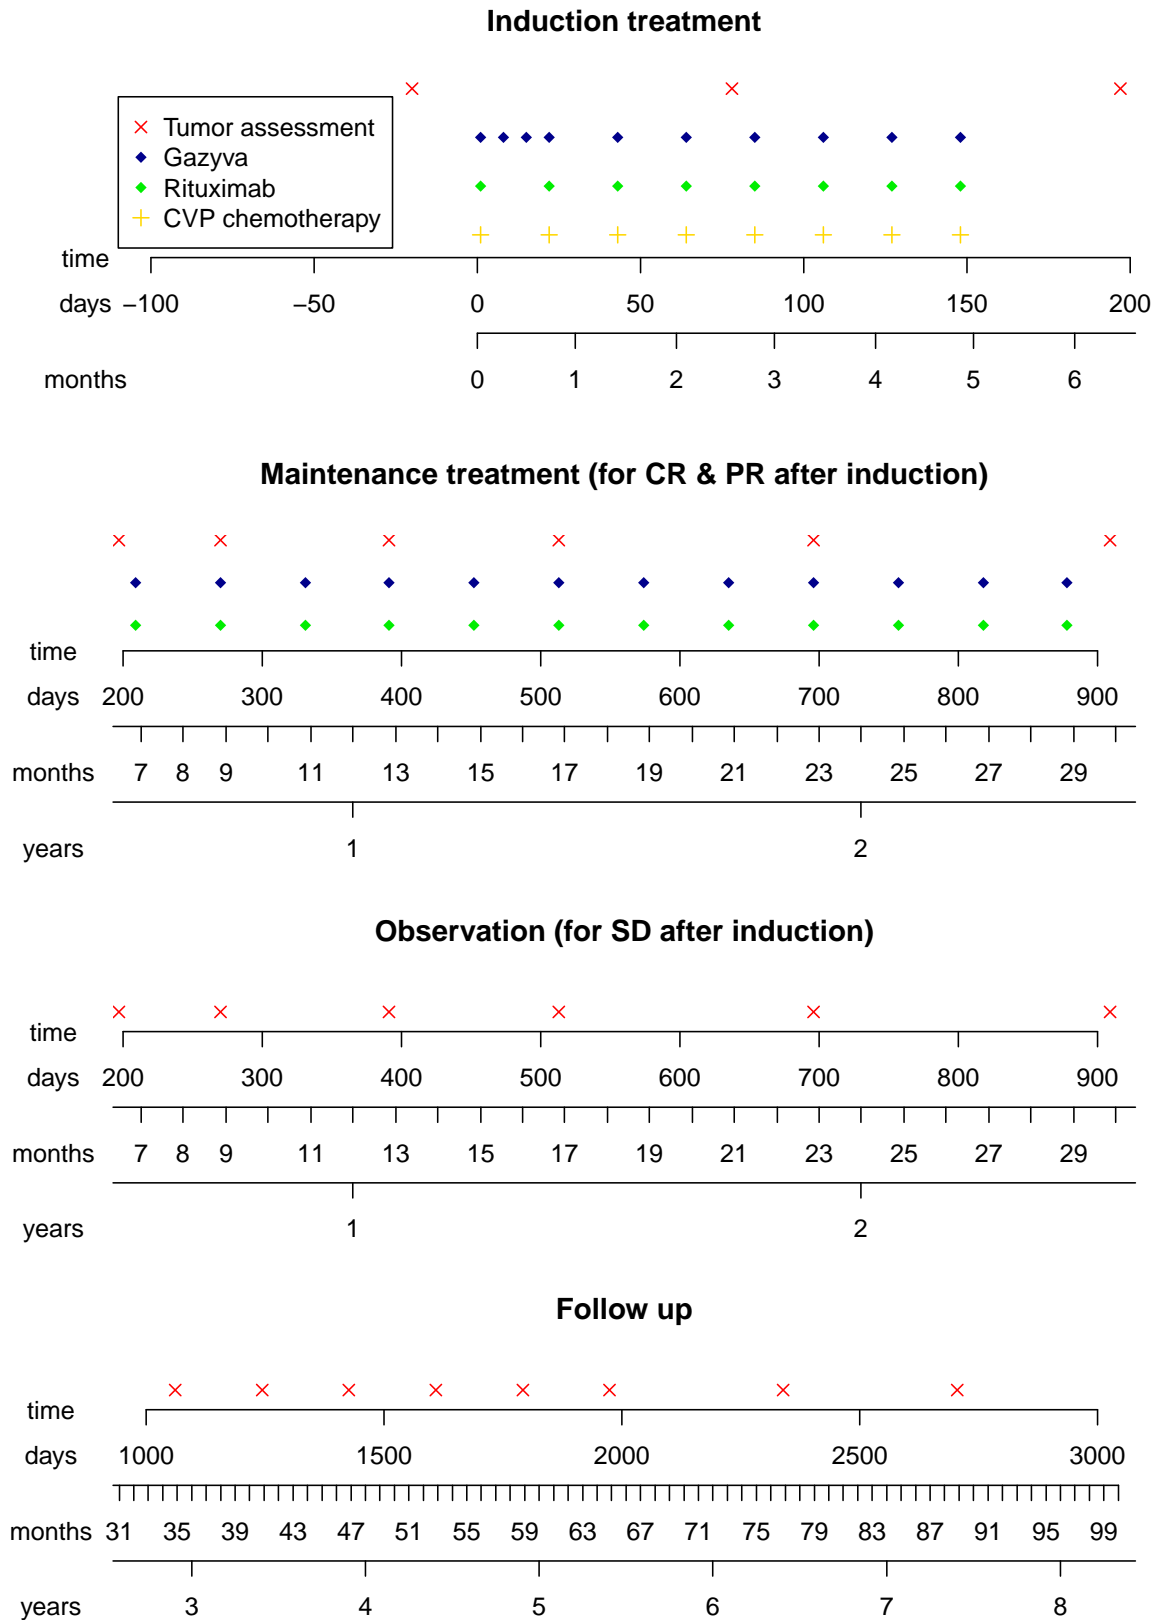 Induction treatment
Tumor assessment
Gazyva
Rituximab
CVP chemotherapy
time
days −100 −50 0 50 100 150 200
0 1 2 3 4 5 6
months
Maintenance treatment (for CR & PR after induction)
time
days 200 300 400 500 600 700 800 900
months 7 8 9 11 13 15 17 19 21 23 25 27 29
years 1 2
Observation (for SD after induction)
time
days 200 300 400 500 600 700 800 900
months 7 8 9 11 13 15 17 19 21 23 25 27 29
years 1 2
Follow up
time
days 1000 1500 2000 2500 3000
months 31 35 39 43 47 51 55 59 63 67 71 75 79 83 87 91 95 99
years 3 4 5 6 7 8